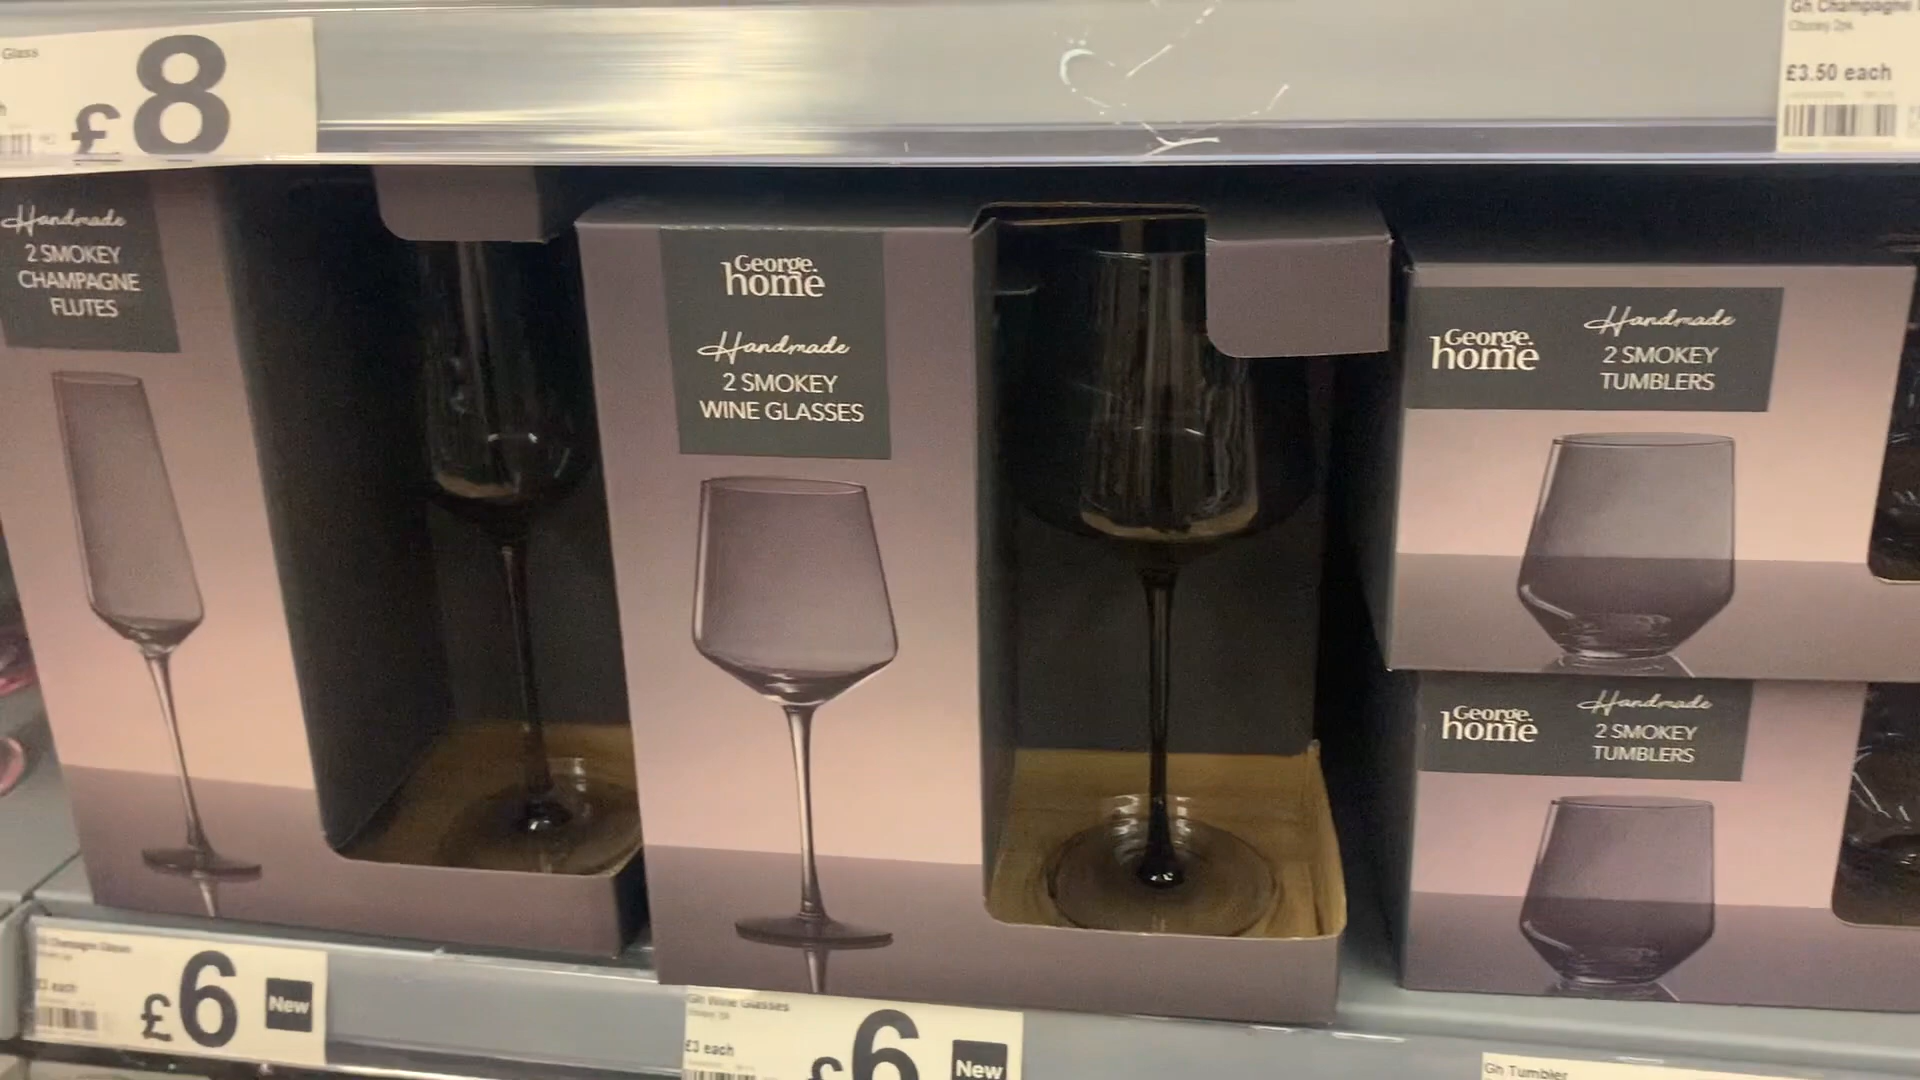 Glass
£8
Gh Champagne
£3.50 each
Handmade
2 SMOKEY
CHAMPAGNE
FLUTES
George.
home
Handmade
2 SMOKEY
WINE GLASSES
George.
home
Handmade
2 SMOKEY
TUMBLERS
George.
home
Handmade
2 SMOKEY
TUMBLERS
£3 each
£6
New
Gh Wine Glasses
£3 each
£6
New
Gh Tumbler